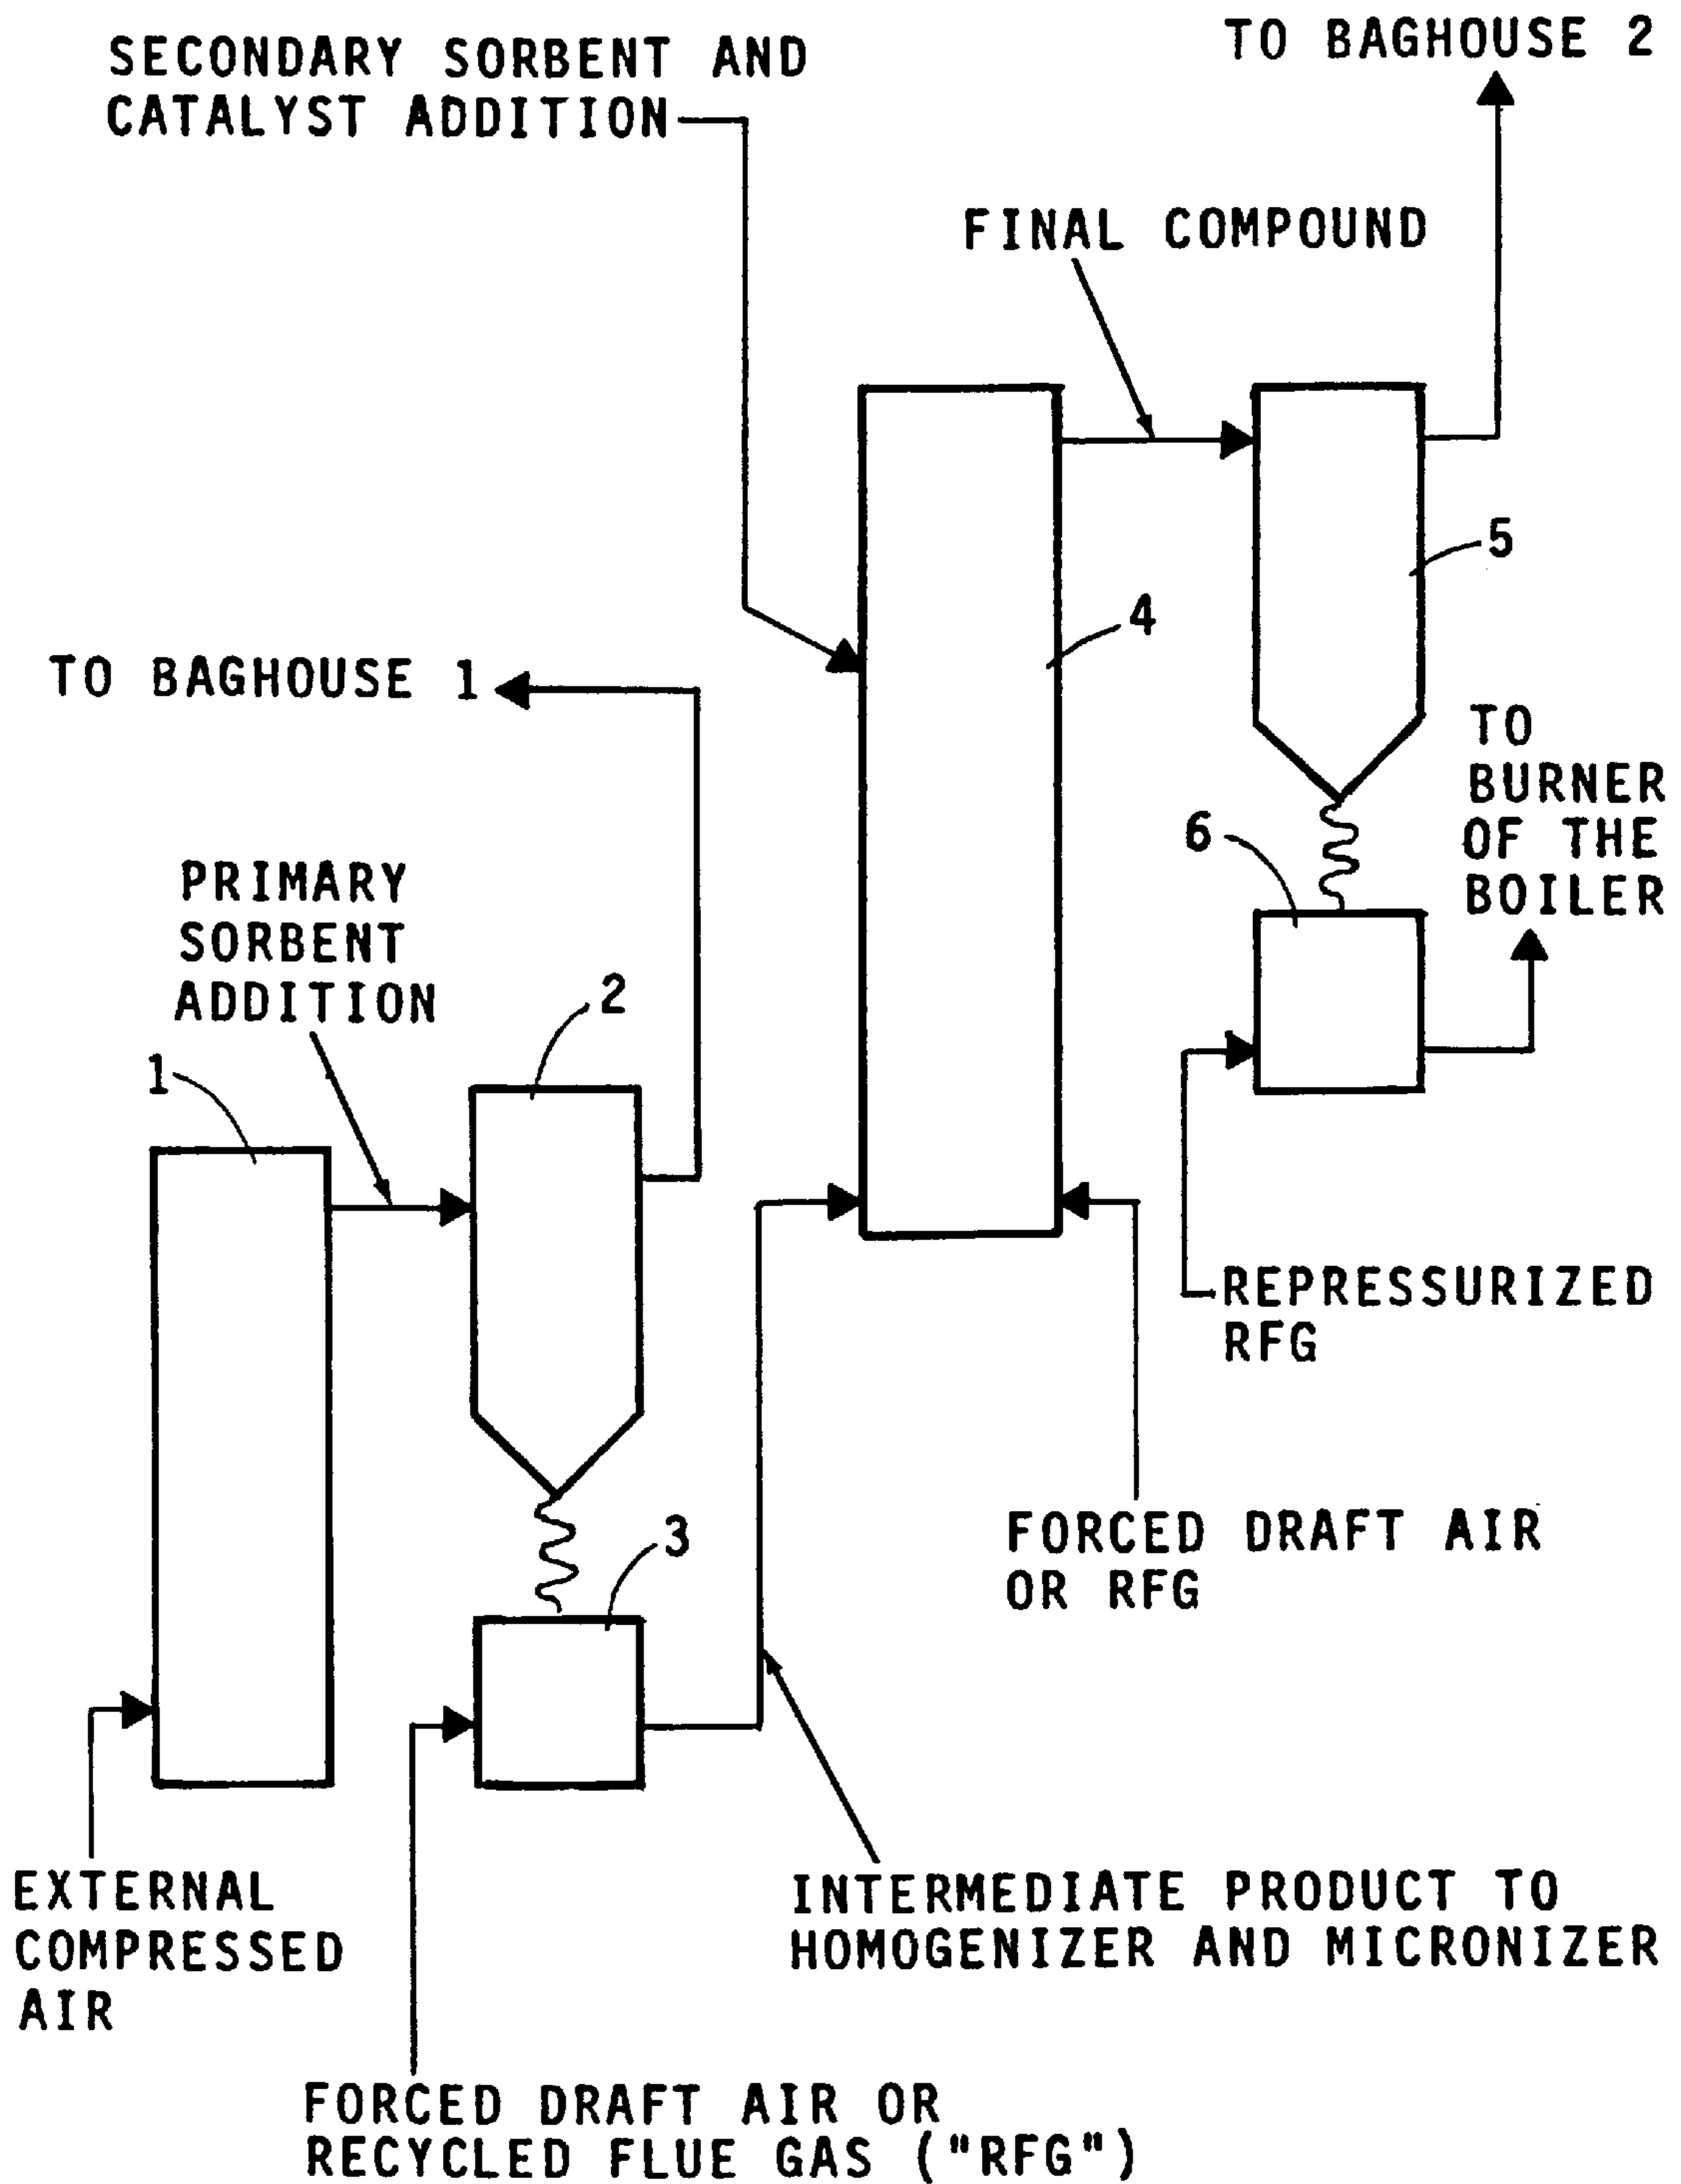 SECONDARY SORBENT AND
CATALYST ADDITION
TO BAGHOUSE 2
FINAL COMPOUND
5
4
TO BAGHOUSE 1
TO
BURNER
OF THE
BOILER
6
PRIMARY
SORBENT
ADDITION
2
1
REPRESSURIZED
RFG
FORCED DRAFT AIR
OR RFG
3
EXTERNAL
COMPRESSED
AIR
INTERMEDIATE PRODUCT TO
HOMOGENIZER AND MICRONIZER
FORCED DRAFT AIR OR
RECYCLED FLUE GAS ("RFG")